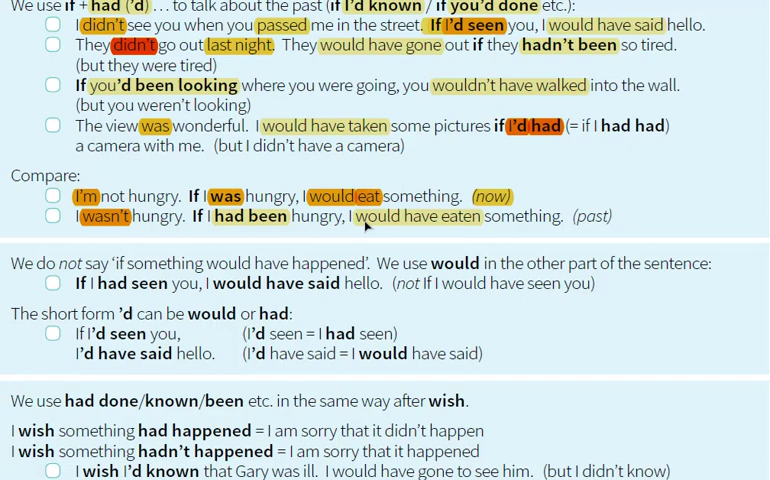 We use if + had ('d) … to talk about the past (if I'd known / if you'd done etc.):
I didn't see you when you passed me in the street. If I'd seen you, I would have said hello.
They didn't go out last night. They would have gone out if they hadn't been so tired.
(but they were tired)
If you'd been looking where you were going, you wouldn't have walked into the wall.
(but you weren't looking)
The view was wonderful. I would have taken some pictures if I'd had (= if I had had)
a camera with me. (but I didn't have a camera)
Compare:
I'm not hungry. If I was hungry, I would eat something. (now)
I wasn't hungry. If I had been hungry, I would have eaten something. (past)
We do not say 'if something would have happened'. We use would in the other part of the sentence:
If I had seen you, I would have said hello. (not If I would have seen you)
The short form 'd can be would or had:
If I'd seen you, (I'd seen = I had seen)
I'd have said hello. (I'd have said = I would have said)
We use had done/known/been etc. in the same way after wish.
I wish something had happened = I am sorry that it didn't happen
I wish something hadn't happened = I am sorry that it happened
I wish I'd known that Gary was ill. I would have gone to see him. (but I didn't know)